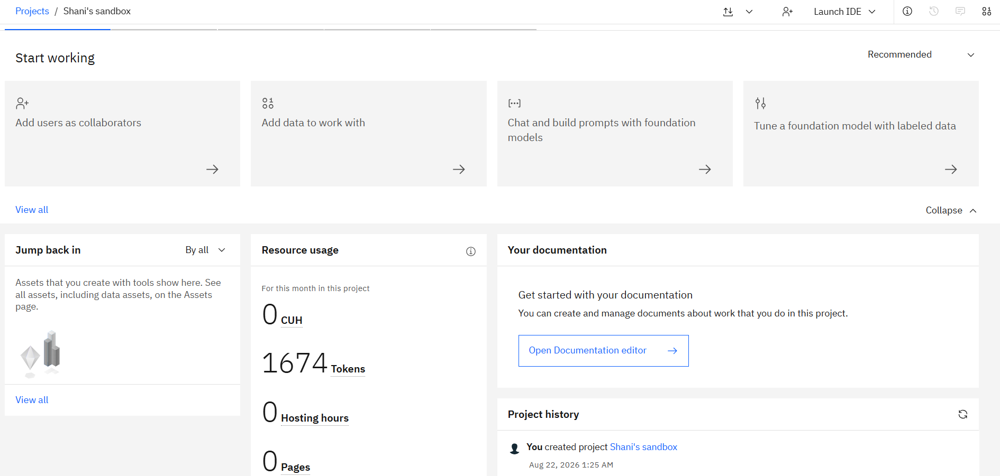 Projects / Shani's sandbox
Launch IDE
Start working
Recommended
Add users as collaborators
Add data to work with
Chat and build prompts with foundation
models
Tune a foundation model with labeled data
View all
Collapse
Jump back in
By all
Assets that you create with tools show here. See
all assets, including data assets, on the Assets
page.
View all
Resource usage
For this month in this project
0 CUH
1674 Tokens
0 Hosting hours
0 Pages
Your documentation
Get started with your documentation
You can create and manage documents about work that you do in this project.
Open Documentation editor
Project history
You created project Shani's sandbox
Aug 22, 2026 1:25 AM